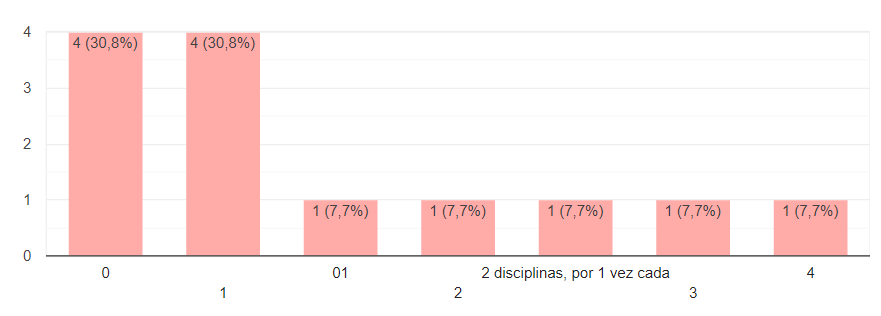 4
4 (30,8%) 4 (30,8%)
3
2
1
1 (7,7%) 1 (7,7%) 1 (7,7%) 1 (7,7%) 1 (7,7%)
0
0 01 2 disciplinas, por 1 vez cada 4
1 2 3